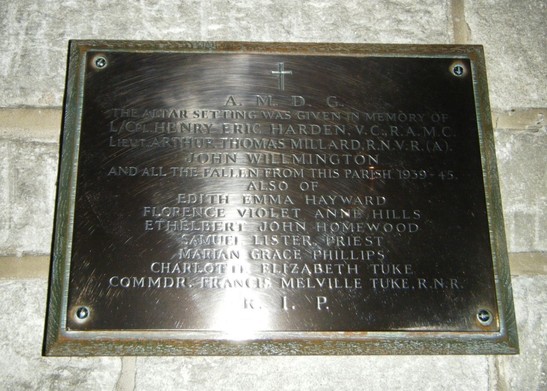 A. M. D. G.
THE ALTAR SETTING WAS GIVEN IN MEMORY OF
L/CPL. HENRY ERIC HARDEN, V.C., R.A.M.C.
LIEUT. ARTHUR THOMAS MILLARD, R.N.V.R. (A).
JOHN WILLMINGTON
AND ALL THE FALLEN FROM THIS PARISH 1939-45.
ALSO OF
EDITH EMMA HAYWARD
FLORENCE VIOLET ANNE HILLS
ETHELBERT JOHN HOMEWOOD
SAMUEL LISTER, PRIEST
MARIAN GRACE PHILLIPS
CHARLOTTE ELIZABETH TUKE
COMMDR. FRANCIS MELVILLE TUKE, R.N.R.
R. I. P.